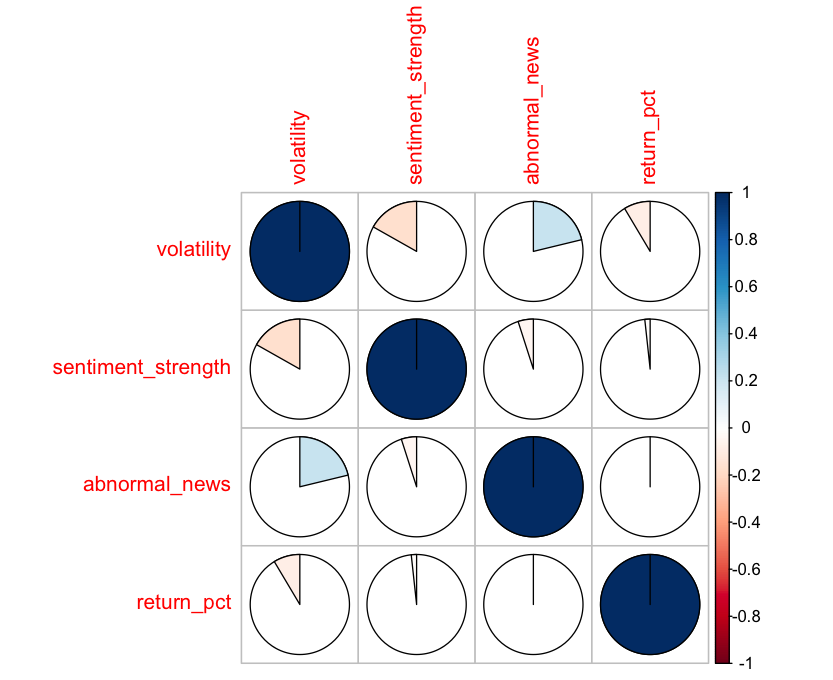 volatility
sentiment_strength
abnormal_news
return_pct
volatility
sentiment_strength
abnormal_news
return_pct
1
0.8
0.6
0.4
0.2
0
-0.2
-0.4
-0.6
-0.8
-1